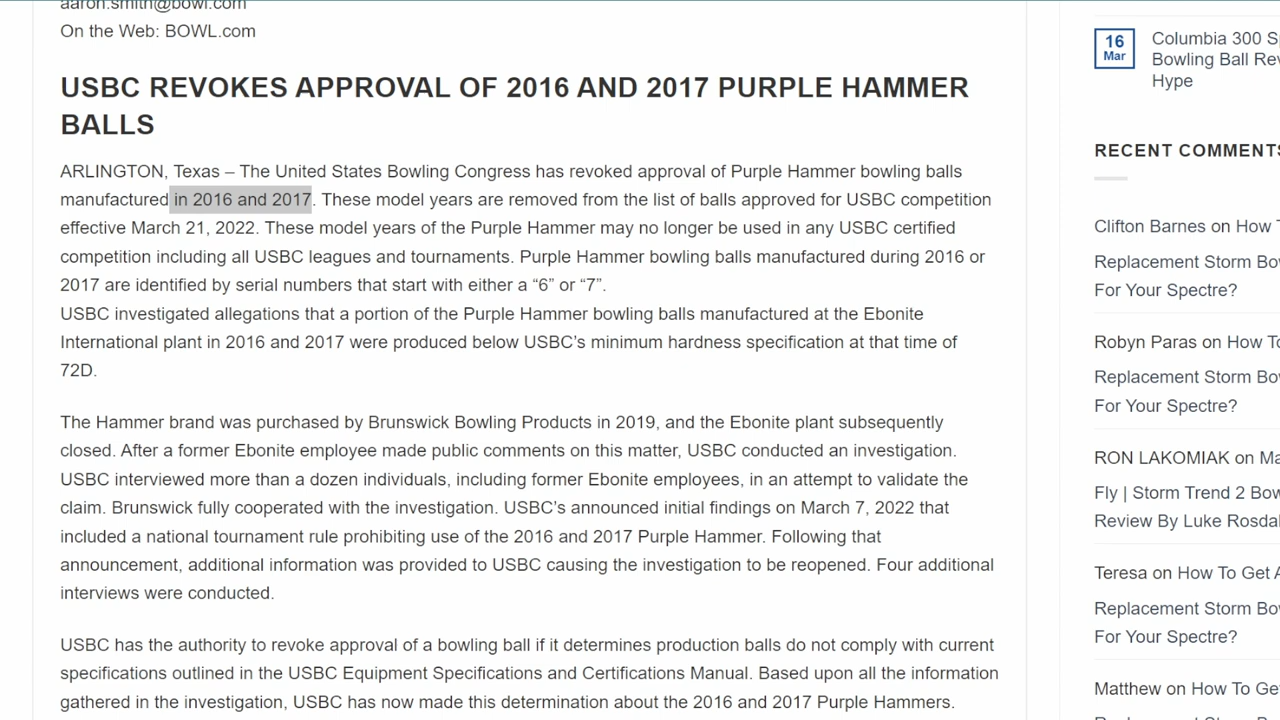 aaron.smith@bowl.com
On the Web: BOWL.com
USBC REVOKES APPROVAL OF 2016 AND 2017 PURPLE HAMMER
BALLS
ARLINGTON, Texas – The United States Bowling Congress has revoked approval of Purple Hammer bowling balls
manufactured in 2016 and 2017. These model years are removed from the list of balls approved for USBC competition
effective March 21, 2022. These model years of the Purple Hammer may no longer be used in any USBC certified
competition including all USBC leagues and tournaments. Purple Hammer bowling balls manufactured during 2016 or
2017 are identified by serial numbers that start with either a “6” or “7”.
USBC investigated allegations that a portion of the Purple Hammer bowling balls manufactured at the Ebonite
International plant in 2016 and 2017 were produced below USBC’s minimum hardness specification at that time of
72D.
The Hammer brand was purchased by Brunswick Bowling Products in 2019, and the Ebonite plant subsequently
closed. After a former Ebonite employee made public comments on this matter, USBC conducted an investigation.
USBC interviewed more than a dozen individuals, including former Ebonite employees, in an attempt to validate the
claim. Brunswick fully cooperated with the investigation. USBC’s announced initial findings on March 7, 2022 that
included a national tournament rule prohibiting use of the 2016 and 2017 Purple Hammer. Following that
announcement, additional information was provided to USBC causing the investigation to be reopened. Four additional
interviews were conducted.
USBC has the authority to revoke approval of a bowling ball if it determines production balls do not comply with current
specifications outlined in the USBC Equipment Specifications and Certifications Manual. Based upon all the information
gathered in the investigation, USBC has now made this determination about the 2016 and 2017 Purple Hammers.
16
Mar
Columbia 300 S
Bowling Ball Rev
Hype
RECENT COMMENTS
Clifton Barnes on How T
Replacement Storm Bow
For Your Spectre?
Robyn Paras on How To
Replacement Storm Bow
For Your Spectre?
RON LAKOMIAK on Ma
Fly | Storm Trend 2 Bow
Review By Luke Rosda
Teresa on How To Get A
Replacement Storm Bow
For Your Spectre?
Matthew on How To Get